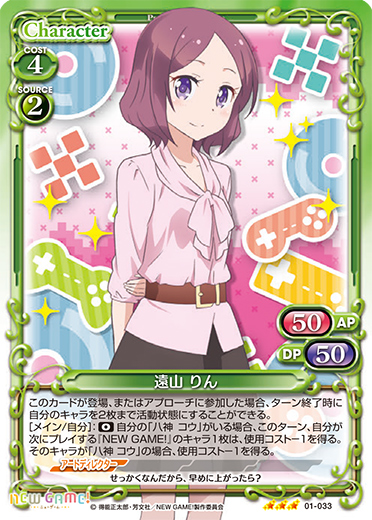 Character
COST
4
SOURCE
2
50 AP
DP 50
遠山 りん
このカードが登場、またはアプローチに参加した場合、ターン終了時に
自分のキャラを2枚まで活動状態にすることができる。
[メイン/自分]: 自分の「八神 コウ」がいる場合、このターン、自分が
次にプレイする「NEW GAME!」のキャラ1枚は、使用コスト-1を得る。
そのキャラが「八神 コウ」の場合、使用コスト-1を得る。
アートディレクター
NEW GAME!
せっかくなんだから、早めに上がったら?
© 得能正太郎・芳文社/NEW GAME!製作委員会
★★★ 01-033